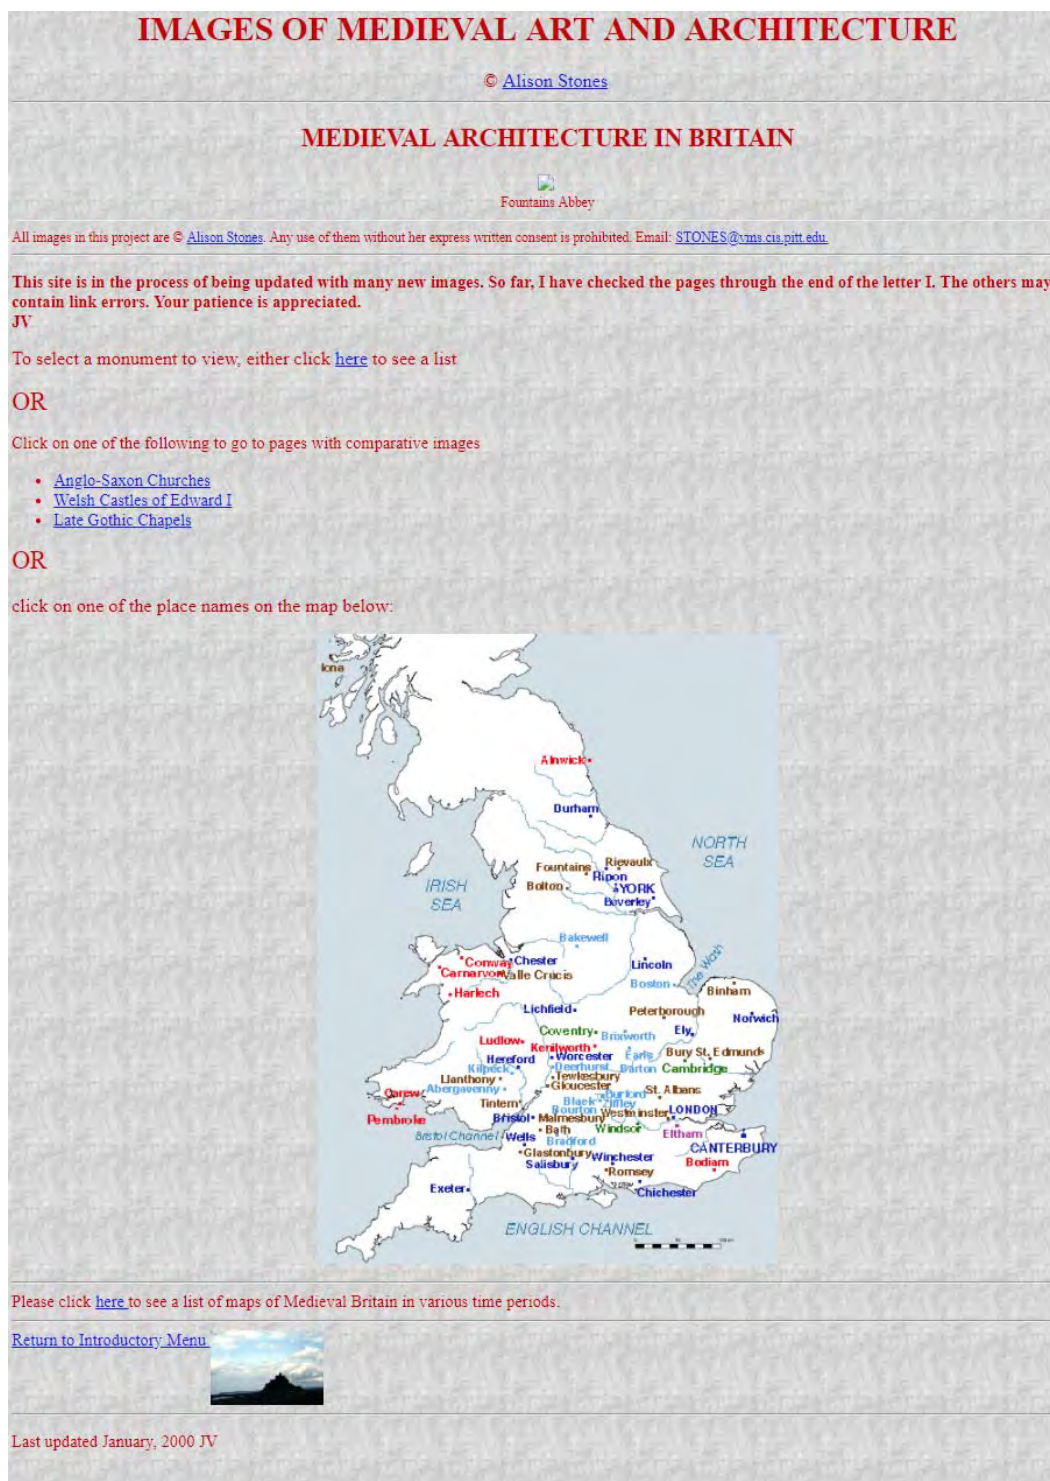 IMAGES OF MEDIEVAL ART AND ARCHITECTURE
© Alison Stones
MEDIEVAL ARCHITECTURE IN BRITAIN
Fountains Abbey
All images in this project are © Alison Stones. Any use of them without her express written consent is prohibited. Email: STONES@vms.cis.pitt.edu.
This site is in the process of being updated with many new images. So far, I have checked the pages through the end of the letter I. The others may
contain link errors. Your patience is appreciated.
JV
To select a monument to view, either click here to see a list
OR
Click on one of the following to go to pages with comparative images
• Anglo-Saxon Churches
• Welsh Castles of Edward I
• Late Gothic Chapels
OR
click on one of the place names on the map below:
Iona
Alnwick
Durham
NORTH
SEA
Fountains
Rievaulx
Ripon
Bolton
YORK
Beverley
IRISH
SEA
Bakewell
Conway
Chester
Lincoln
The Wash
Carnarvon
Valle Crucis
Boston
Harlech
Binham
Lichfield
Peterborough
Norwich
Coventry
Brixworth
Ely
Ludlow
Kenilworth
Hereford
Worcester
Earls
Barton
Bury St. Edmunds
Kilpeck
Deerhurst
Cambridge
Llanthony
Tewkesbury
Carew
Abergavenny
Gloucester
Burford
St. Albans
Tintern
Black
Bourton
Iffley
Westminster
LONDON
Pembroke
Bristol
Malmesbury
Windsor
Bristol Channel
Wells
Bath
Eltham
Bradford
CANTERBURY
Glastonbury
Winchester
Salisbury
Bodiam
Romsey
Exeter
Chichester
ENGLISH CHANNEL
Please click here to see a list of maps of Medieval Britain in various time periods.
Return to Introductory Menu
Last updated January, 2000 JV